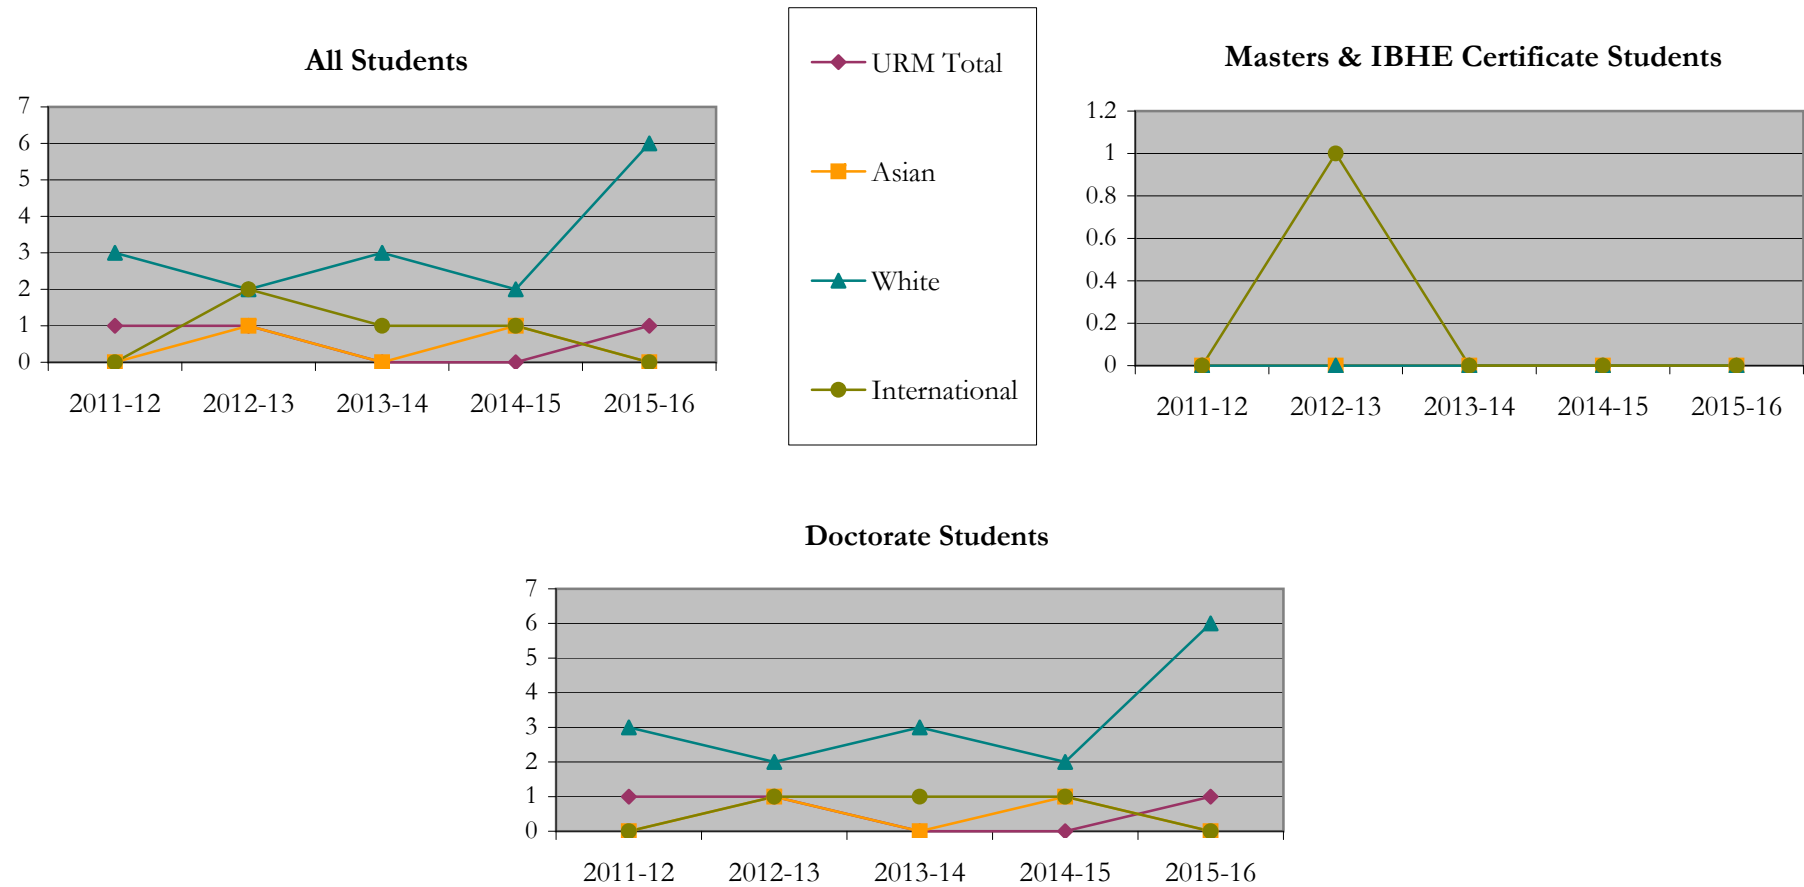 All Students
7
6
5
4
3
2
1
0
2011-12 2012-13 2013-14 2014-15 2015-16
URM Total
Asian
White
International
Masters & IBHE Certificate Students
1.2
1
0.8
0.6
0.4
0.2
0
2011-12 2012-13 2013-14 2014-15 2015-16
Doctorate Students
7
6
5
4
3
2
1
0
2011-12 2012-13 2013-14 2014-15 2015-16